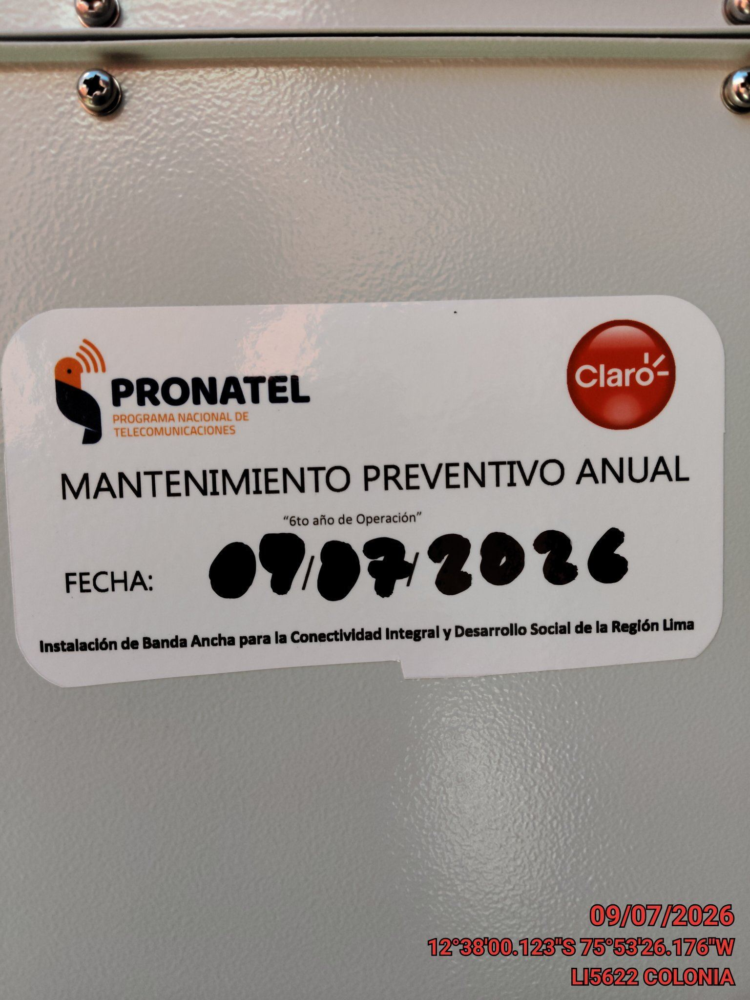 PRONATEL
PROGRAMA NACIONAL DE
TELECOMUNICACIONES
Claro
MANTENIMIENTO PREVENTIVO ANUAL
“6to año de Operación”
FECHA: 09/07/2026
Instalación de Banda Ancha para la Conectividad Integral y Desarrollo Social de la Región Lima
09/07/2026
12°38'00.123"S 75°53'26.176"W
LI5622 COLONIA